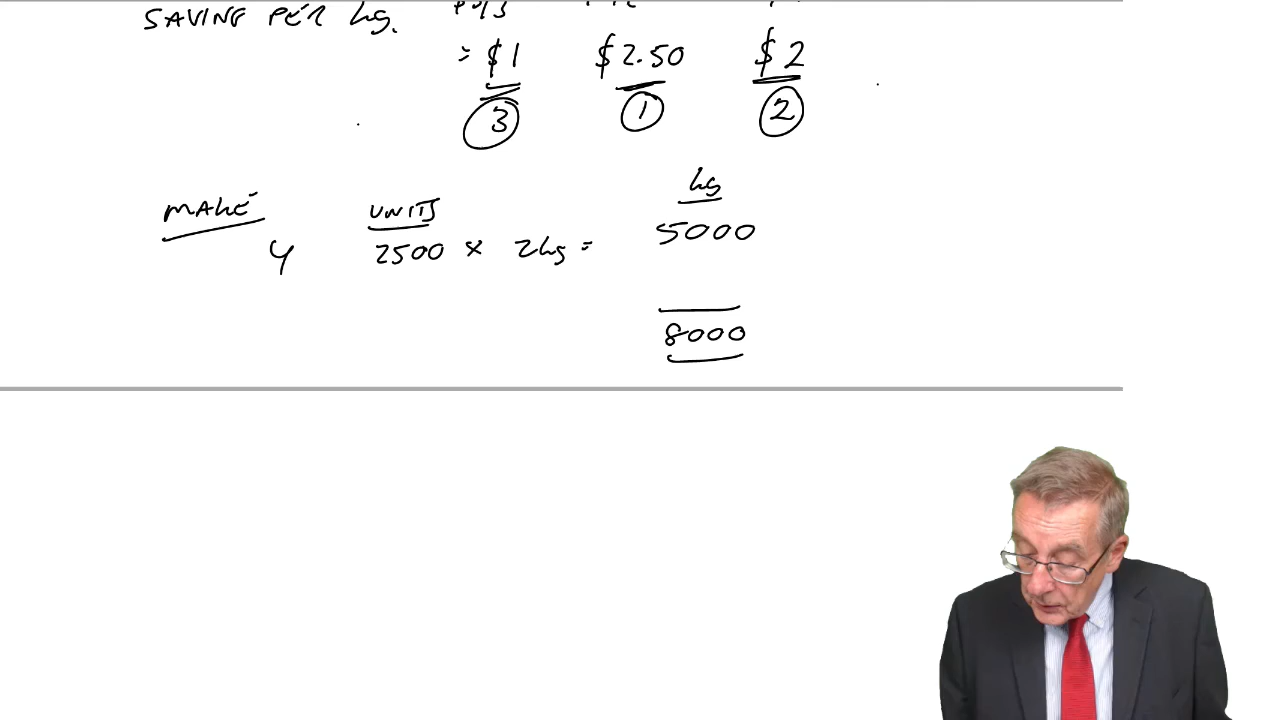 SAVING PER kg.
= $1 $2.50 $2
3 1 2
kg
MAKE UNITS
Y 2500 × 2kg = 5000
8000